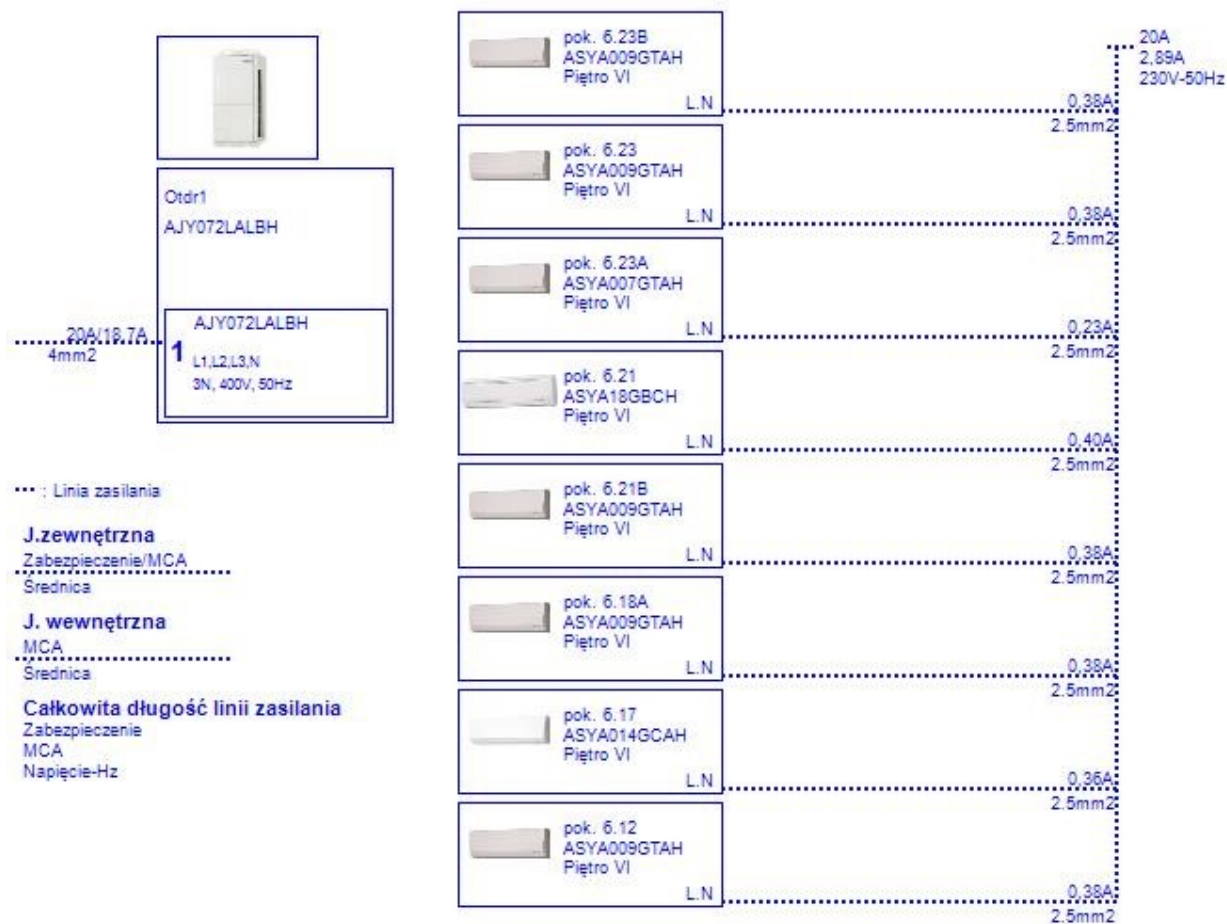 Otdr1
AJY072LALBH
20A/18,7A
4mm2
1
AJY072LALBH
L1,L2,L3,N
3N, 400V, 50Hz
: Linia zasilania
J.zewnętrzna
Zabezpieczenie/MCA
Średnica
J. wewnętrzna
MCA
Średnica
Całkowita długość linii zasilania
Zabezpieczenie
MCA
Napięcie-Hz
pok. 6.23B
ASYA009GTAH
Piętro VI
L.N
0,38A
2.5mm2
pok. 6.23
ASYA009GTAH
Piętro VI
L.N
0,38A
2.5mm2
pok. 6.23A
ASYA007GTAH
Piętro VI
L.N
0,23A
2.5mm2
pok. 6.21
ASYA18GBCH
Piętro VI
L.N
0,40A
2.5mm2
pok. 6.21B
ASYA009GTAH
Piętro VI
L.N
0,38A
2.5mm2
pok. 6.18A
ASYA009GTAH
Piętro VI
L.N
0,38A
2.5mm2
pok. 6.17
ASYA014GCAH
Piętro VI
L.N
0,36A
2.5mm2
pok. 6.12
ASYA009GTAH
Piętro VI
L.N
0,38A
2.5mm2
20A
2,89A
230V-50Hz